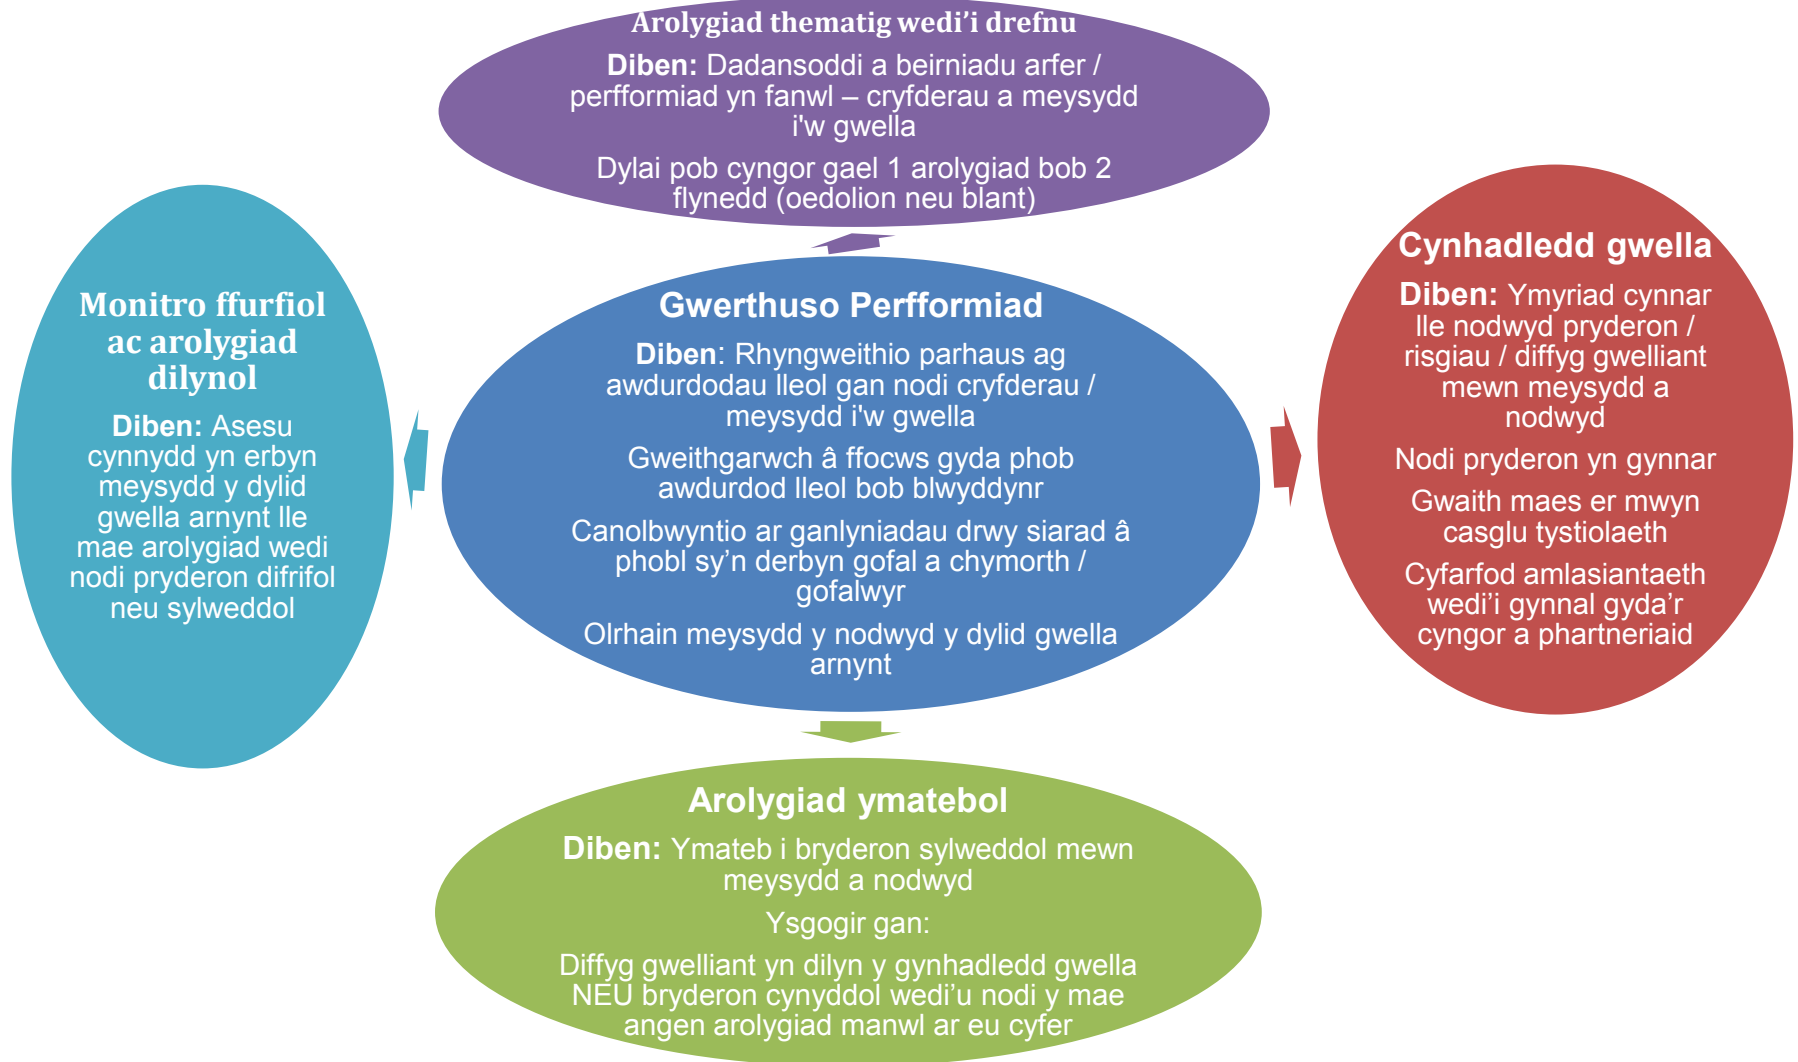 Arolygiad thematig wedi’i drefnu
Diben: Dadansoddi a beirniadu arfer /
perfformiad yn fanwl – cryfderau a meysydd
i'w gwella
Dylai pob cyngor gael 1 arolygiad bob 2
flynedd (oedolion neu blant)
Monitro ffurfiol
ac arolygiad
dilynol
Diben: Asesu
cynnydd yn erbyn
meysydd y dylid
gwella arnynt lle
mae arolygiad wedi
nodi pryderon difrifol
neu sylweddol
Gwerthuso Perfformiad
Diben: Rhyngweithio parhaus ag
awdurdodau lleol gan nodi cryfderau /
meysydd i'w gwella
Gweithgarwch â ffocws gyda phob
awdurdod lleol bob blwyddynr
Canolbwyntio ar ganlyniadau drwy siarad â
phobl sy’n derbyn gofal a chymorth /
gofalwyr
Olrhain meysydd y nodwyd y dylid gwella
arnynt
Cynhadledd gwella
Diben: Ymyriad cynnar
lle nodwyd pryderon /
risgiau / diffyg gwelliant
mewn meysydd a
nodwyd
Nodi pryderon yn gynnar
Gwaith maes er mwyn
casglu tystiolaeth
Cyfarfod amlasiantaeth
wedi’i gynnal gyda’r
cyngor a phartneriaid
Arolygiad ymatebol
Diben: Ymateb i bryderon sylweddol mewn
meysydd a nodwyd
Ysgogir gan:
Diffyg gwelliant yn dilyn y gynhadledd gwella
NEU bryderon cynyddol wedi’u nodi y mae
angen arolygiad manwl ar eu cyfer